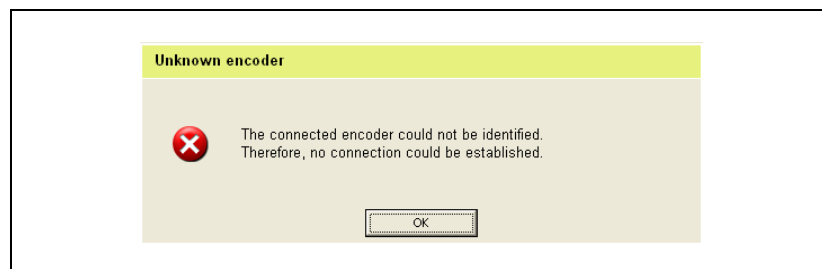 Unknown encoder
The connected encoder could not be identified.
Therefore, no connection could be established.
OK